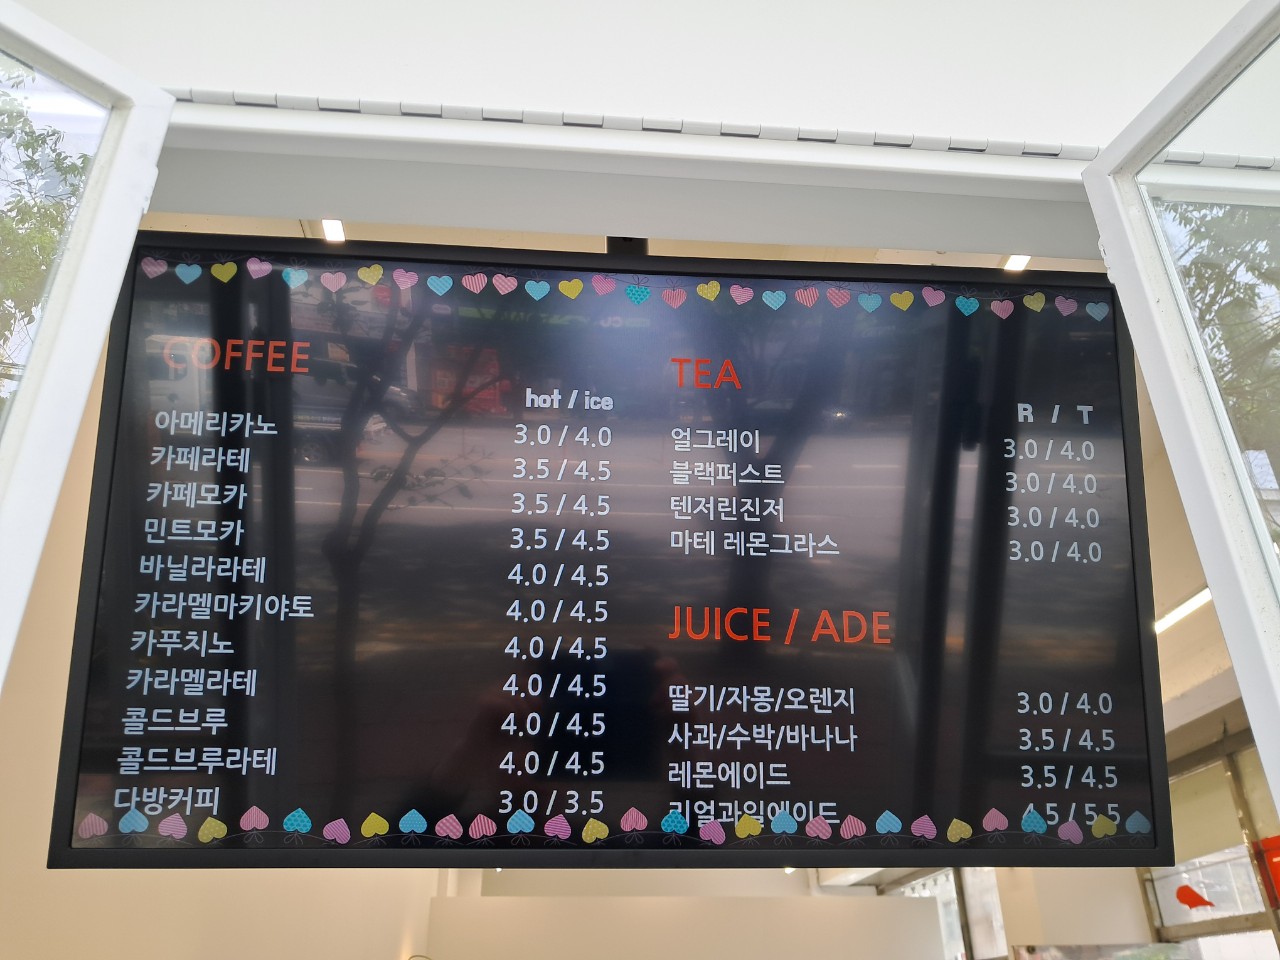 COFFEE
hot / ice
아메리카노 3.0 / 4.0
카페라테 3.5 / 4.5
카페모카 3.5 / 4.5
민트모카 3.5 / 4.5
바닐라라테 4.0 / 4.5
카라멜마키야토 4.0 / 4.5
카푸치노 4.0 / 4.5
카라멜라테 4.0 / 4.5
콜드브루 4.0 / 4.5
콜드브루라테 4.0 / 4.5
다방커피 3.0 / 3.5
TEA
R / T
얼그레이 3.0 / 4.0
블랙퍼스트 3.0 / 4.0
텐저린진저 3.0 / 4.0
마테 레몬그라스 3.0 / 4.0
JUICE / ADE
딸기/자몽/오렌지 3.0 / 4.0
사과/수박/바나나 3.5 / 4.5
레몬에이드 3.5 / 4.5
리얼과일에이드 4.5 / 5.5